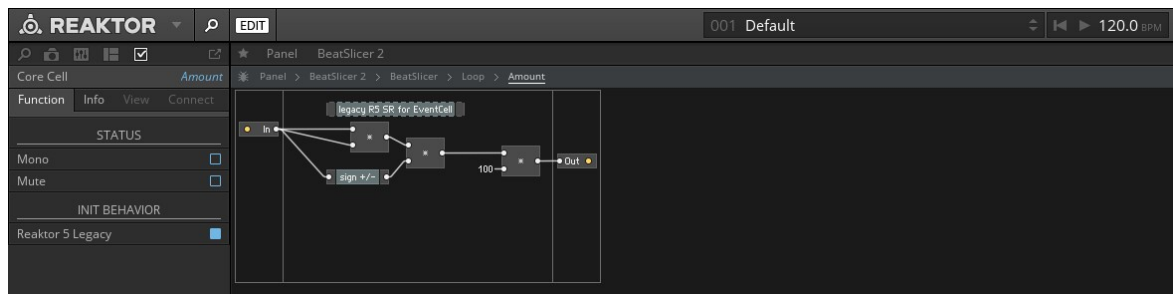 REAKTOR EDIT 001 Default 120.0 BPM
Panel BeatSlicer 2
Core Cell Amount Panel > BeatSlicer 2 > BeatSlicer > Loop > Amount
Function Info View Connect
legacy R5 SR for EventCell
In
STATUS
Mono
Out
100
sign +/-
Mute
INIT BEHAVIOR
Reaktor 5 Legacy